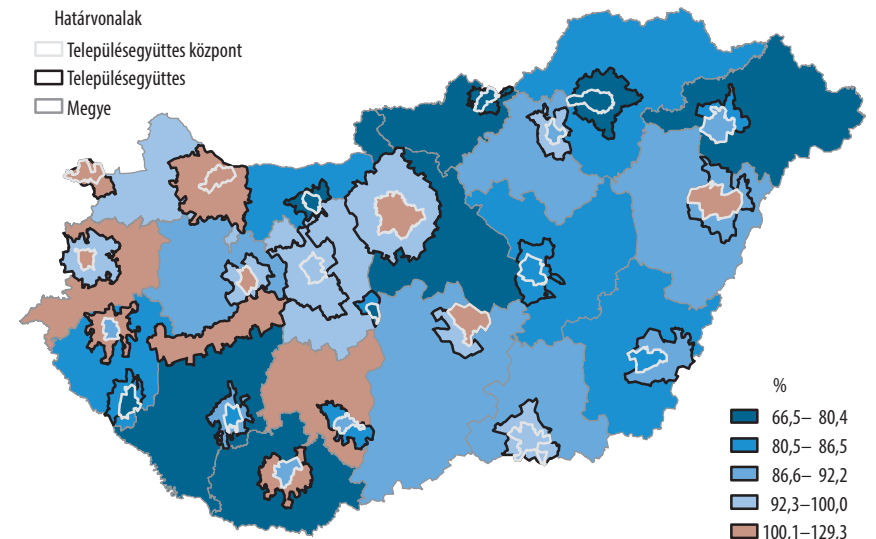 Határvonalak
Településegyüttes központ
Településegyüttes
Megye
%
66,5– 80,4
80,5– 86,5
86,6– 92,2
92,3–100,0
100,1–129,3